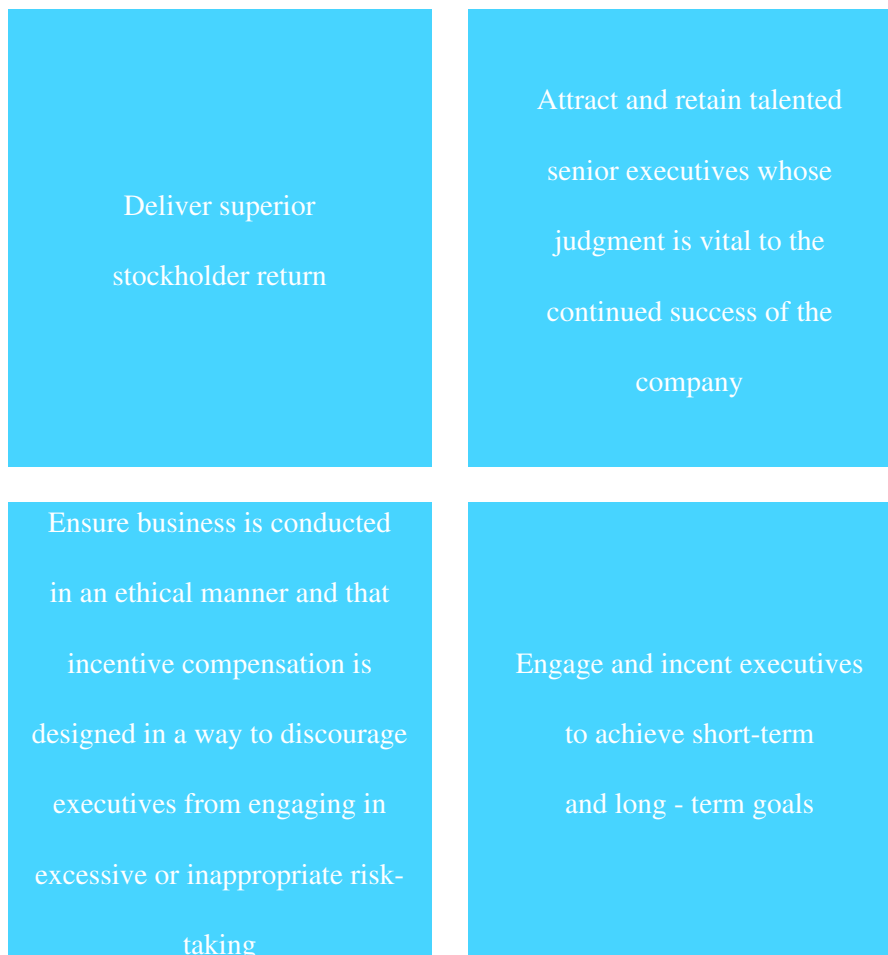 Deliver superior
stockholder return
Attract and retain talented
senior executives whose
judgment is vital to the
continued success of the
company
Ensure business is conducted
in an ethical manner and that
incentive compensation is
designed in a way to discourage
executives from engaging in
excessive or inappropriate risk-
taking
Engage and incent executives
to achieve short-term
and long - term goals